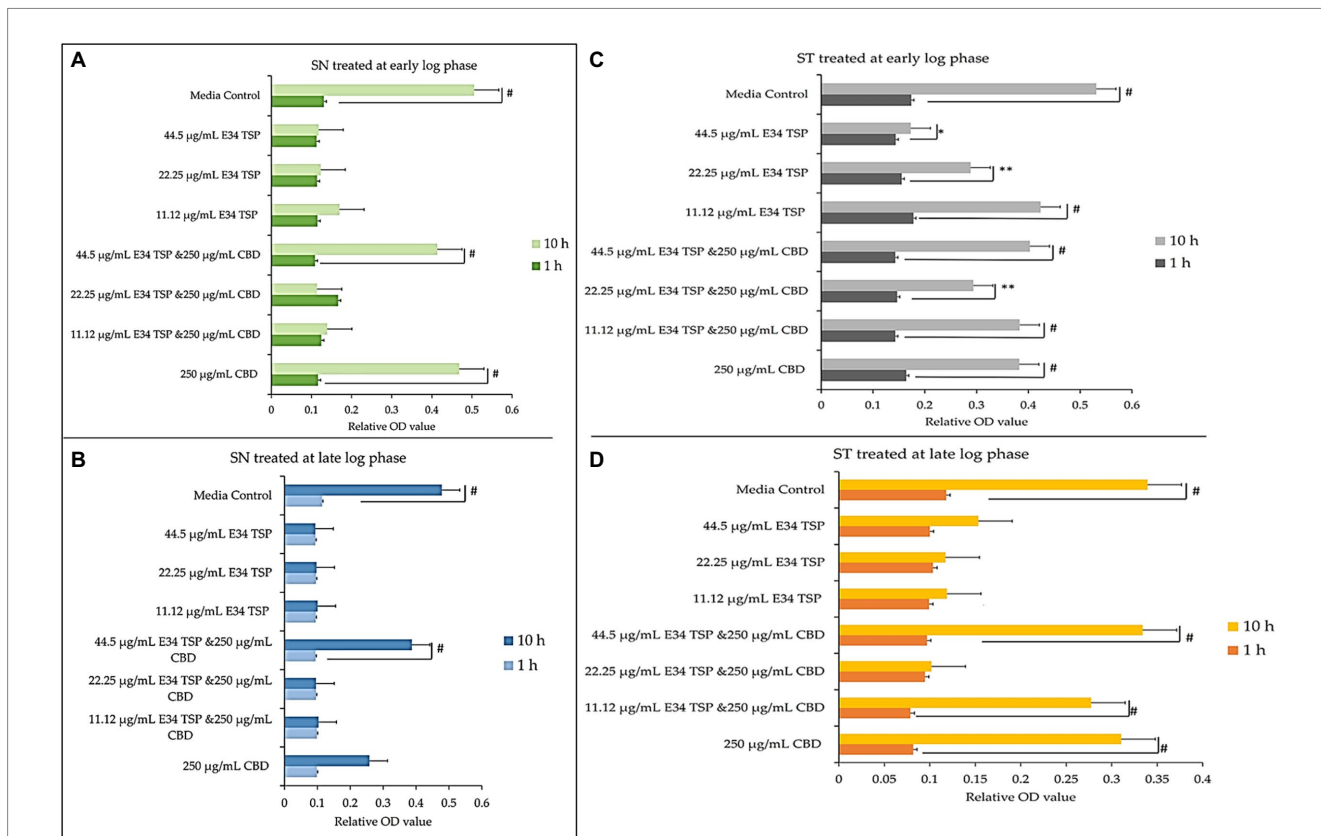 A
SN treated at early log phase
Media Control
#
44.5 µg/mL E34 TSP
22.25 µg/mL E34 TSP
11.12 µg/mL E34 TSP
44.5 µg/mL E34 TSP &250 µg/mL CBD
#
22.25 µg/mL E34 TSP &250 µg/mL CBD
11.12 µg/mL E34 TSP &250 µg/mL CBD
250 µg/mL CBD
#
10 h
1 h
0 0.1 0.2 0.3 0.4 0.5 0.6
Relative OD value
B
SN treated at late log phase
Media Control
#
44.5 µg/mL E34 TSP
22.25 µg/mL E34 TSP
11.12 µg/mL E34 TSP
44.5 µg/mL E34 TSP &250 µg/mL
CBD
#
22.25 µg/mL E34 TSP &250 µg/mL
CBD
11.12 µg/mL E34 TSP &250 µg/mL
CBD
250 µg/mL CBD
10 h
1 h
0 0.1 0.2 0.3 0.4 0.5 0.6
Relative OD value
C
ST treated at early log phase
Media Control
#
44.5 µg/mL E34 TSP
*
22.25 µg/mL E34 TSP
**
11.12 µg/mL E34 TSP
#
44.5 µg/mL E34 TSP &250 µg/mL CBD
#
22.25 µg/mL E34 TSP &250 µg/mL CBD
**
11.12 µg/mL E34 TSP &250 µg/mL CBD
#
250 µg/mL CBD
#
10 h
1 h
0 0.1 0.2 0.3 0.4 0.5 0.6
Relative OD value
D
ST treated at late log phase
Media Control
#
44.5 µg/mL E34 TSP
22.25 µg/mL E34 TSP
11.12 µg/mL E34 TSP
44.5 µg/mL E34 TSP &250 µg/mL CBD
#
22.25 µg/mL E34 TSP &250 µg/mL CBD
11.12 µg/mL E34 TSP &250 µg/mL CBD
#
250 µg/mL CBD
#
10 h
1 h
0 0.05 0.1 0.15 0.2 0.25 0.3 0.35 0.4
Relative OD value